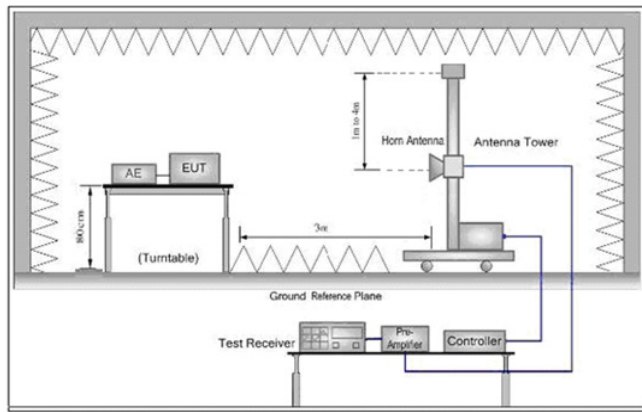 1m to 4m
Horn Antenna
Antenna Tower
AE
EUT
(Turntable)
3m
Ground Reference Plane
Test Receiver
Pre-
Amplifier
Controller